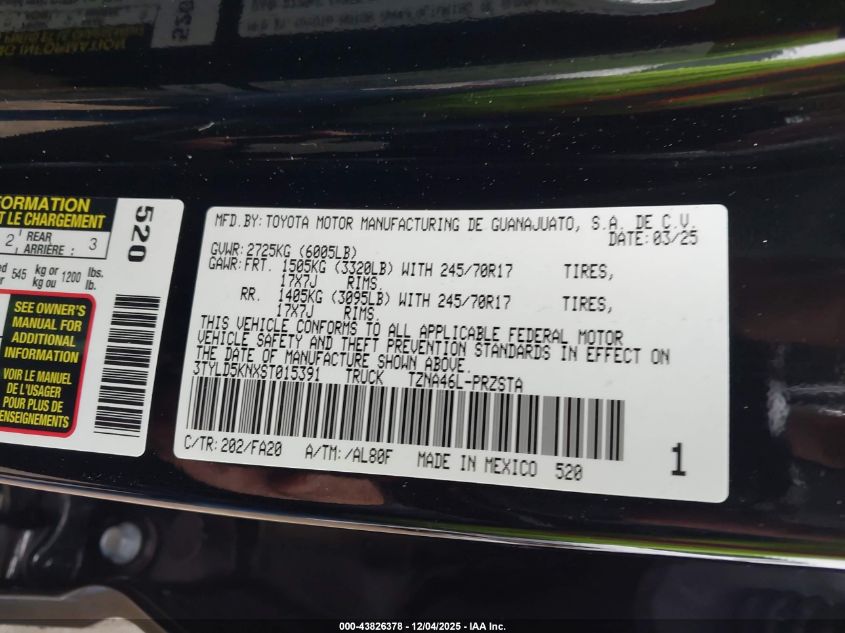 FORMATION
T LE CHARGEMENT
2 REAR ARRIÈRE : 3
545 kg or kg ou 1200 lbs. lb.
SEE OWNER'S
MANUAL FOR
ADDITIONAL
INFORMATION
VOIR LE MANUEL
DE L'USAGER
POUR PLUS DE
RENSEIGNEMENTS
520
MFD.BY:TOYOTA MOTOR MANUFACTURING DE GUANAJUATO, S.A. DE C.V.
DATE:03/25
GVWR:2725KG (6005LB)
GAWR:FRT. 1505KG (3320LB) WITH 245/70R17 TIRES,
17X7J RIMS.
RR. 1405KG (3095LB) WITH 245/70R17 TIRES,
17X7J RIMS.
THIS VEHICLE CONFORMS TO ALL APPLICABLE FEDERAL MOTOR
VEHICLE SAFETY AND THEFT PREVENTION STANDARDS IN EFFECT ON
THE DATE OF MANUFACTURE SHOWN ABOVE.
3TYLD5KNXST015391 TRUCK TZNA46L-PRZSTA
C/TR:202/FA20 A/TM:/AL80F MADE IN MEXICO 520
1
000-43826378 - 12/04/2025 - IAA Inc.